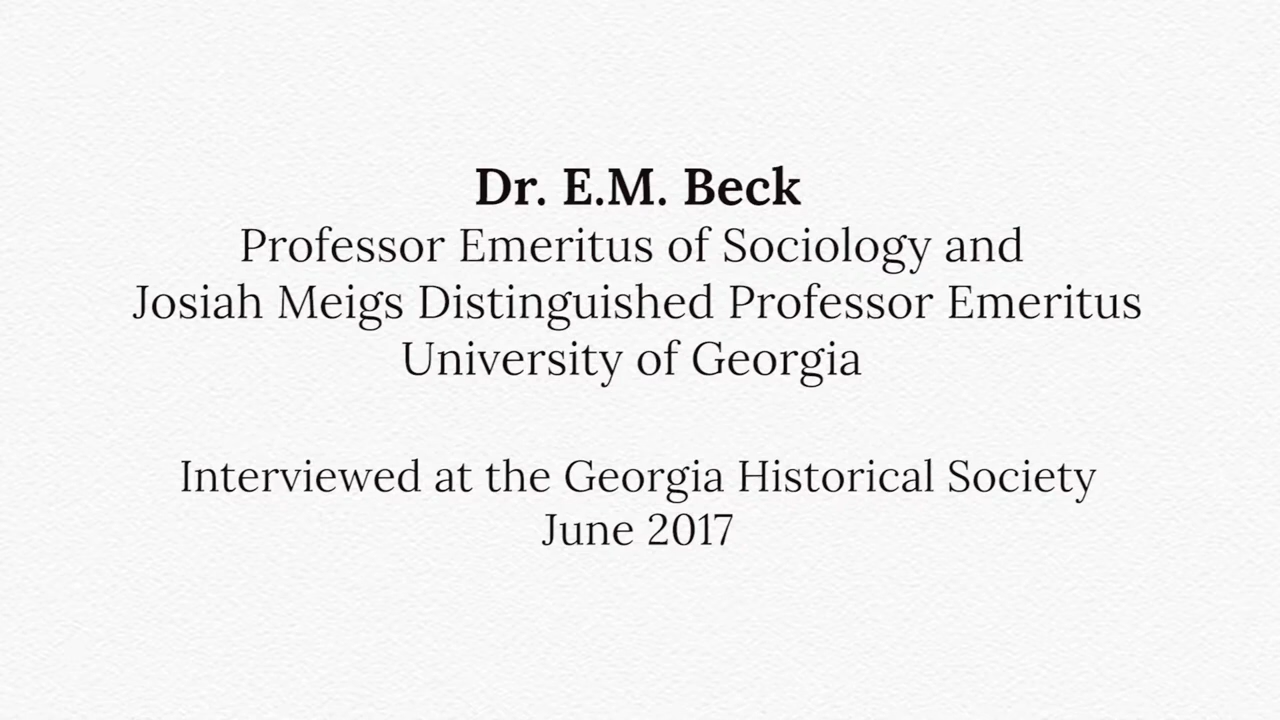 Dr. E.M. Beck
Professor Emeritus of Sociology and
Josiah Meigs Distinguished Professor Emeritus
University of Georgia
Interviewed at the Georgia Historical Society
June 2017